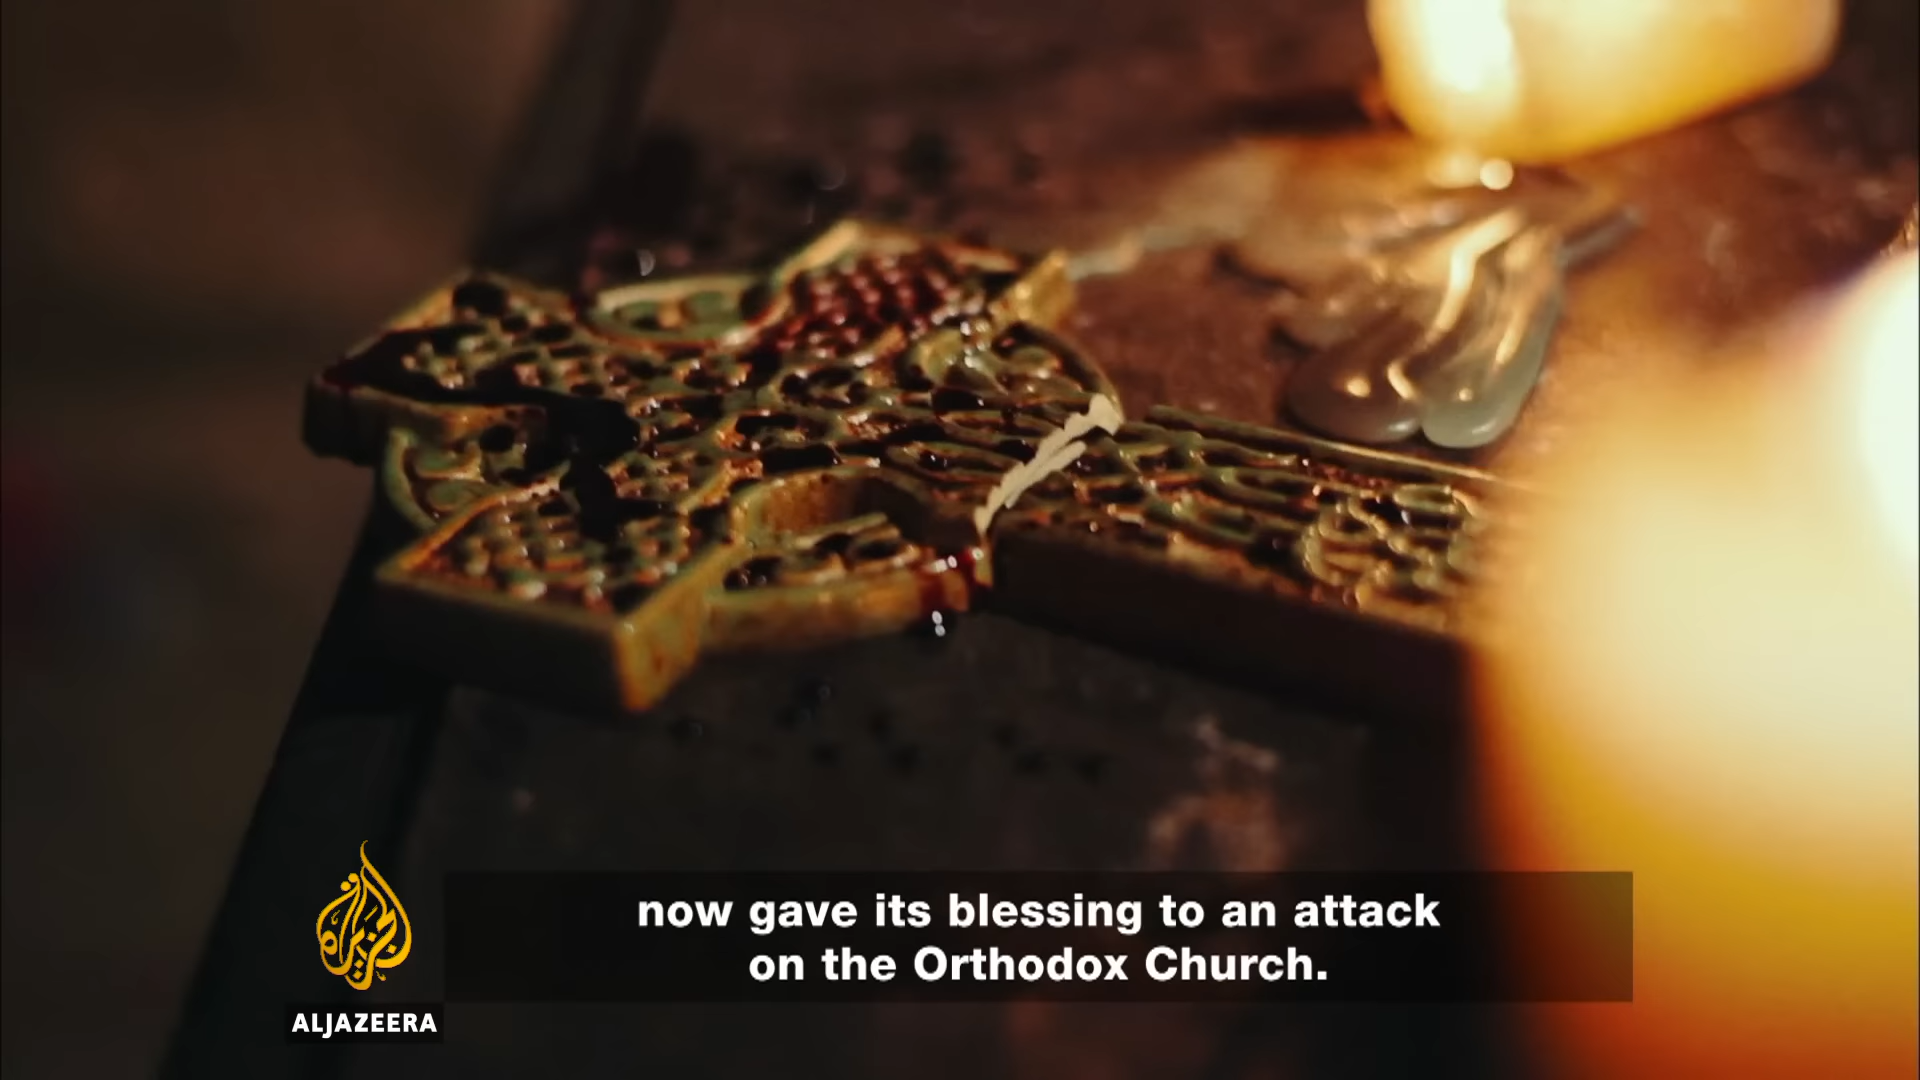 now gave its blessing to an attack
on the Orthodox Church.
الجزيرة
ALJAZEERA